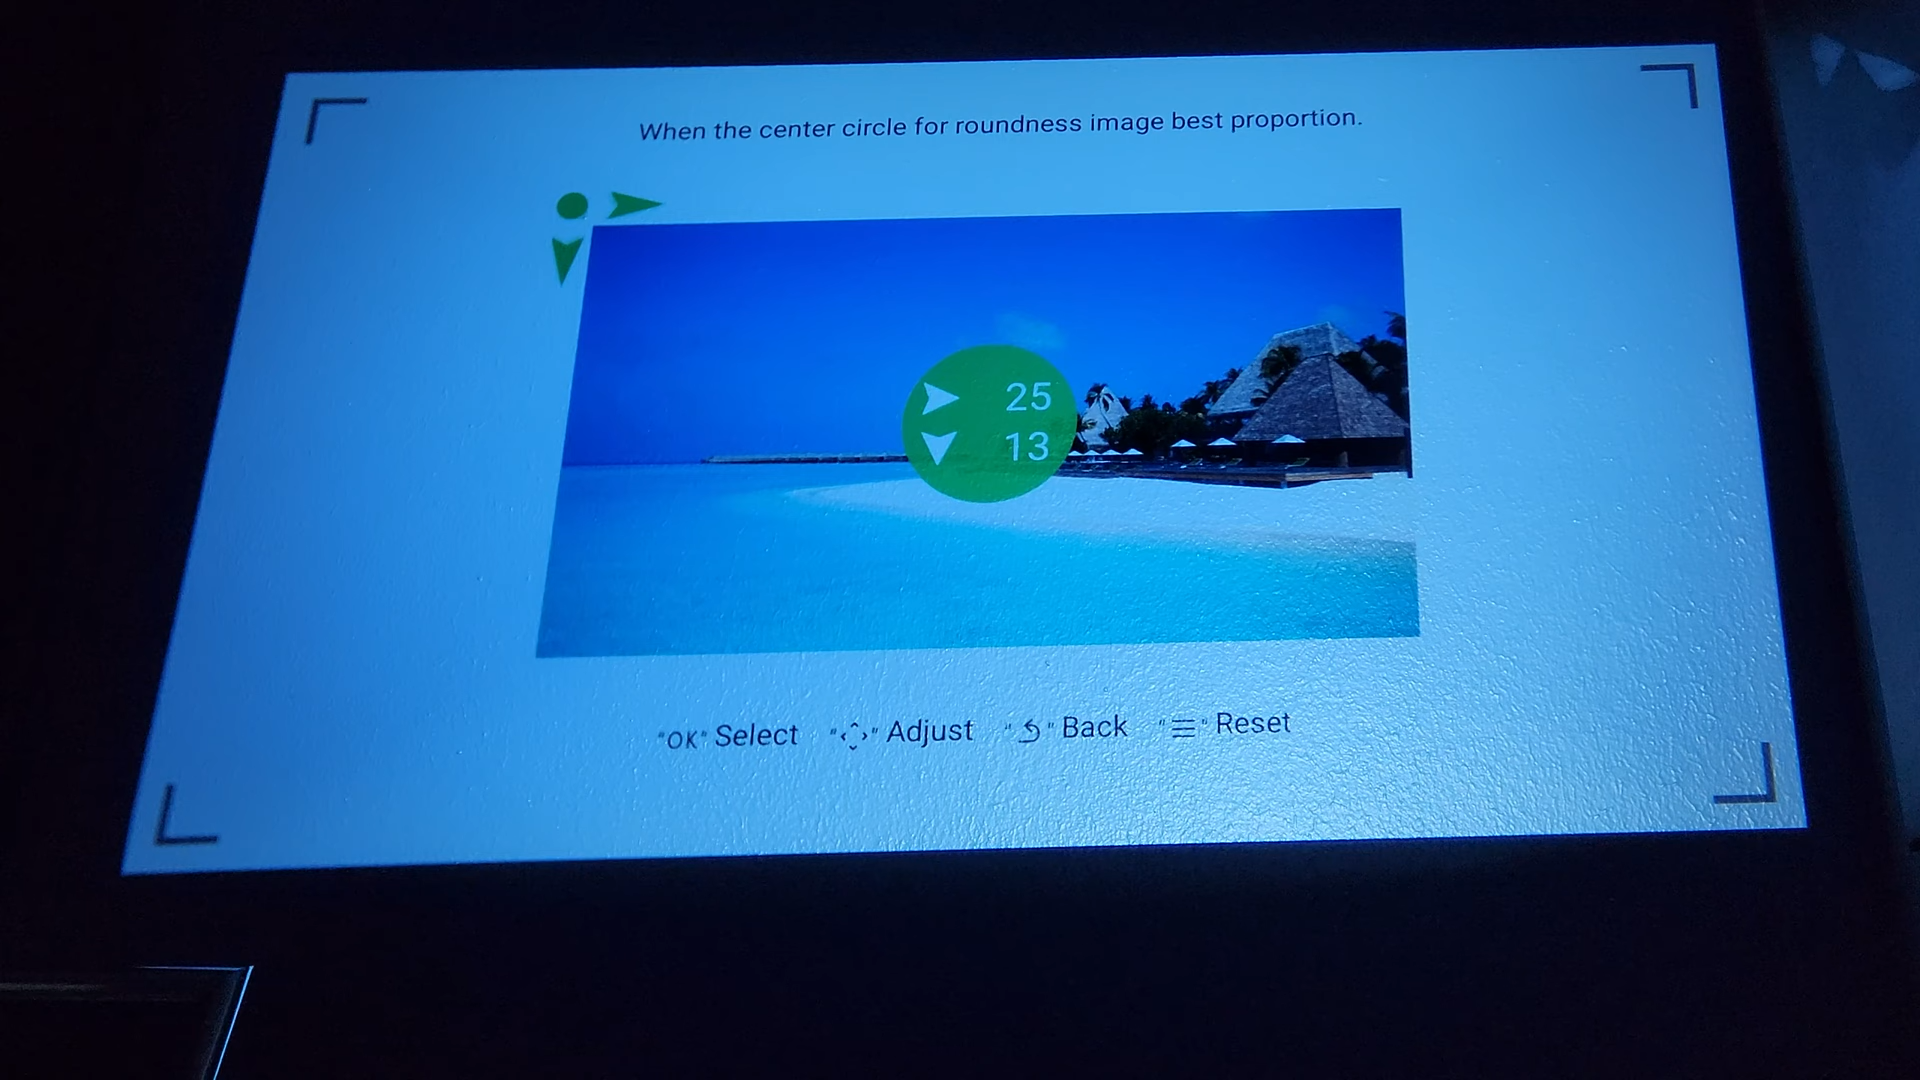 When the center circle for roundness image best proportion.
25
13
"OK" Select "‹›" Adjust "↶" Back "☰" Reset